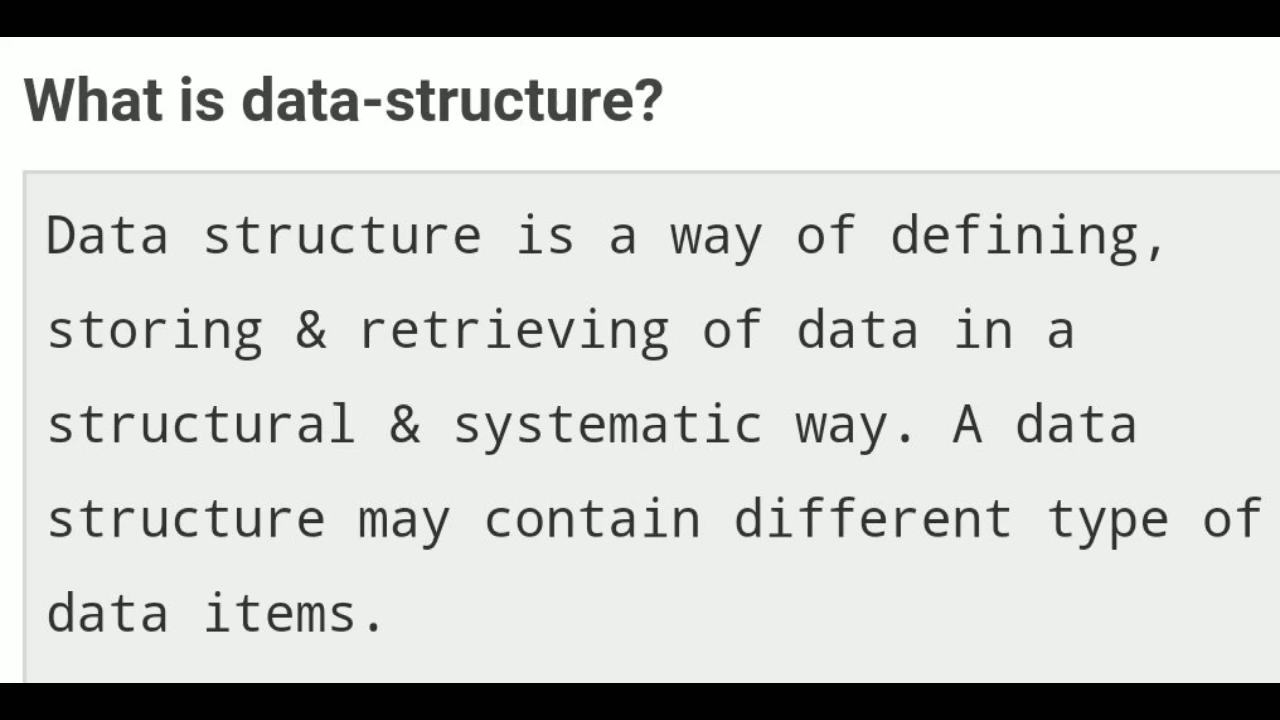 What is data-structure?
Data structure is a way of defining,
storing & retrieving of data in a
structural & systematic way. A data
structure may contain different type of
data items.